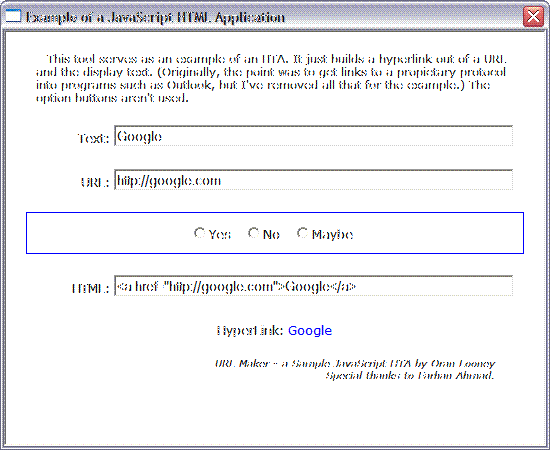 Example of a JavaScript HTML Application
This tool serves as an example of an HTA. It just builds a hyperlink out of a URL
and the display text. (Originally, the point was to get links to a propietary protocol
into programs such as Outlook, but I've removed all that for the example.) The
option buttons aren't used.
Text: Google
URL: http://google.com
Yes No Maybe
HTML: <a href="http://google.com">Google</a>
HyperLink: Google
URL Maker - a Sample JavaScript HTA by Oran Looney
Special thanks to Farhan Ahmad.